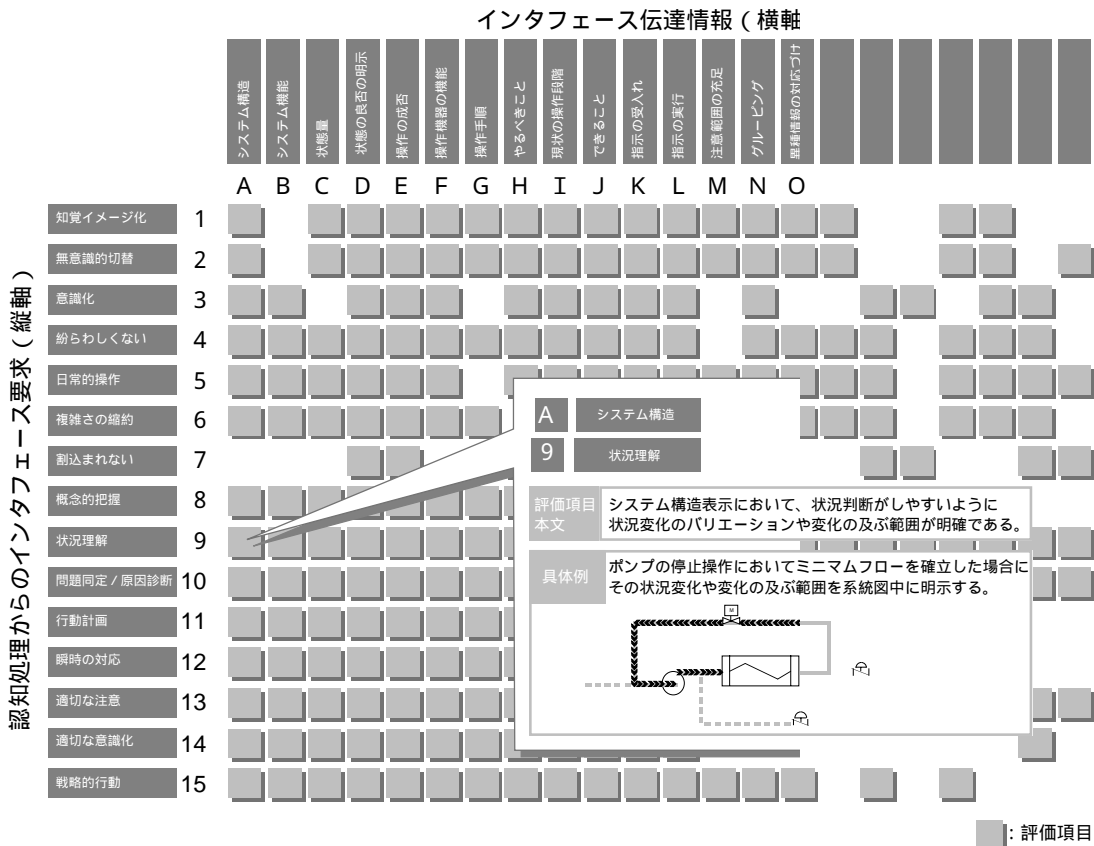 インタフェース伝達情報 ( 横軸
システム構造
システム機能
状態量
状態の良否の明示
操作の成否
操作機器の機能
操作手順
やるべきこと
現状の操作段階
できること
指示の受入れ
指示の実行
注意範囲の充足
グルーピング
異種情報の対応づけ
A B C D E F G H I J K L M N O
認知処理からのインタフェース要求 ( 縦軸 )
知覚イメージ化 1
無意識的切替 2
意識化 3
紛らわしくない 4
日常的操作 5
複雑さの縮約 6
割込まれない 7
概念的把握 8
状況理解 9
問題同定 / 原因診断 10
行動計画 11
瞬時の対応 12
適切な注意 13
適切な意識化 14
戦略的行動 15
A システム構造
9 状況理解
評価項目
本文
システム構造表示において、状況判断がしやすいように
状況変化のバリエーションや変化の及ぶ範囲が明確である。
具体例
ポンプの停止操作においてミニマムフローを確立した場合に
その状況変化や変化の及ぶ範囲を系統図中に明示する。
M
: 評価項目